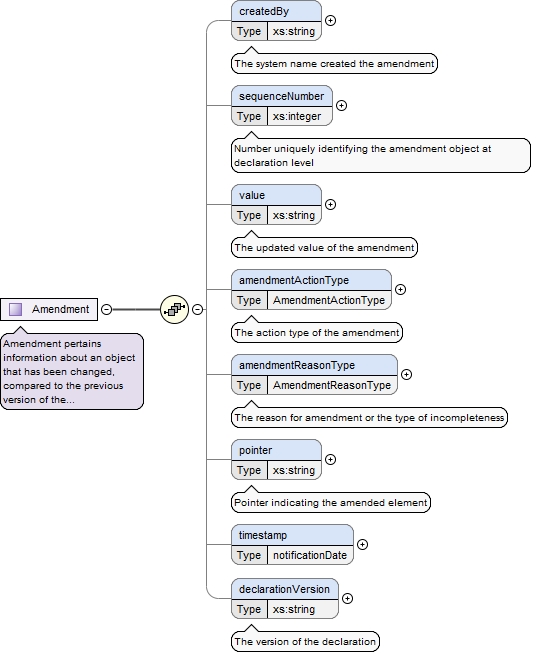 createdBy
Type xs:string
The system name created the amendment
sequenceNumber
Type xs:integer
Number uniquely identifying the amendment object at
declaration level
value
Type xs:string
The updated value of the amendment
amendmentActionType
Type AmendmentActionType
The action type of the amendment
Amendment
Amendment pertains
information about an object
that has been changed,
compared to the previous
version of the...
amendmentReasonType
Type AmendmentReasonType
The reason for amendment or the type of incompleteness
pointer
Type xs:string
Pointer indicating the amended element
timestamp
Type notificationDate
declarationVersion
Type xs:string
The version of the declaration